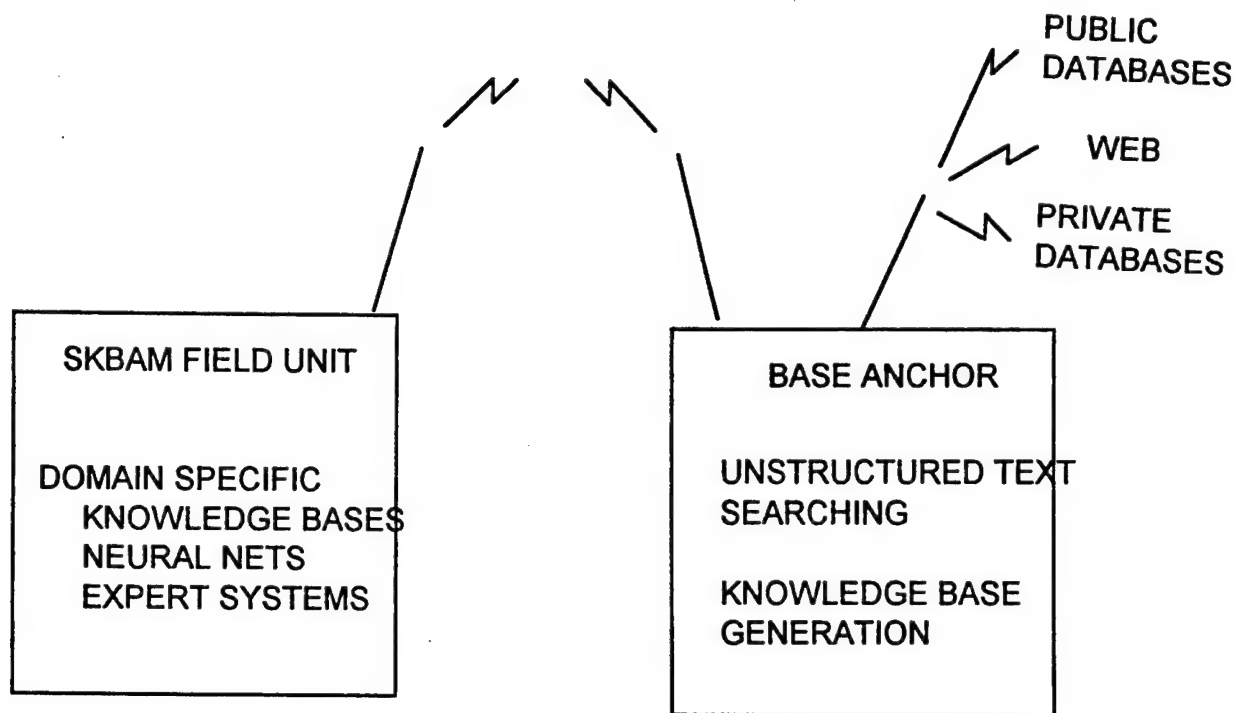 PUBLIC
DATABASES
WEB
PRIVATE
DATABASES
SKBAM FIELD UNIT
DOMAIN SPECIFIC
KNOWLEDGE BASES
NEURAL NETS
EXPERT SYSTEMS
BASE ANCHOR
UNSTRUCTURED TEXT
SEARCHING
KNOWLEDGE BASE
GENERATION